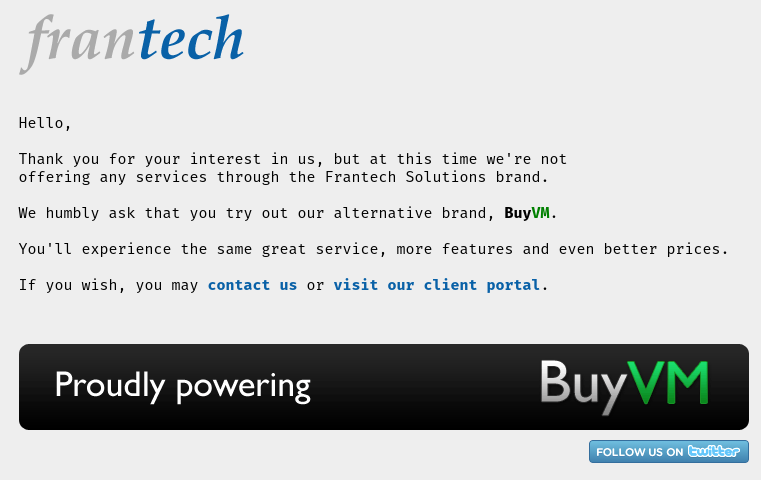 frantech
Hello,
Thank you for your interest in us, but at this time we're not
offering any services through the Frantech Solutions brand.
We humbly ask that you try out our alternative brand, BuyVM.
You'll experience the same great service, more features and even better prices.
If you wish, you may contact us or visit our client portal.
Proudly powering BuyVM
FOLLOW US ON twitter